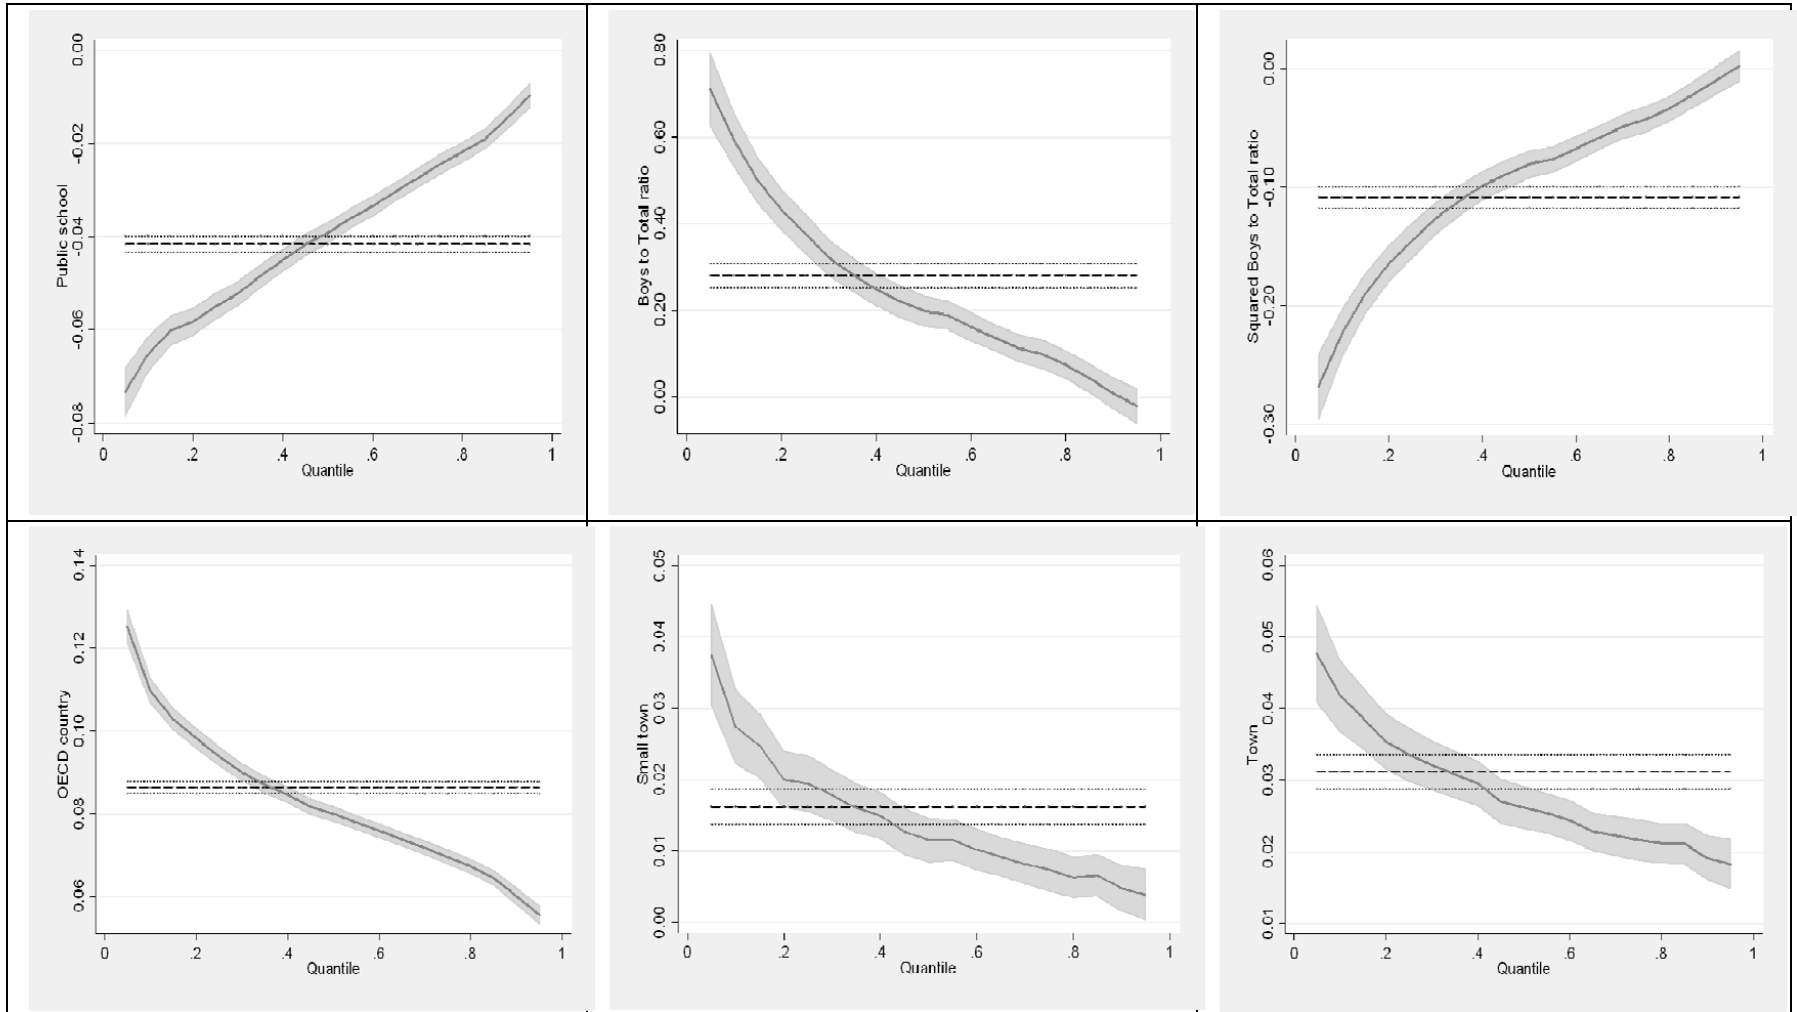 Public school
0.00
-0.02
-0.04
-0.06
-0.08
0 .2 .4 .6 .8 1
Quantile
Boys to Total ratio
0.80
0.60
0.40
0.20
0.00
0 .2 .4 .6 .8 1
Quantile
Squared Boys to Total ratio
0.00
-0.10
-0.20
-0.30
0 .2 .4 .6 .8 1
Quantile
OECD country
0.14
0.12
0.10
0.08
0.06
0 .2 .4 .6 .8 1
Quantile
Small town
0.05
0.04
0.03
0.02
0.01
0.00
0 .2 .4 .6 .8 1
Quantile
Town
0.06
0.05
0.04
0.03
0.02
0.01
0 .2 .4 .6 .8 1
Quantile